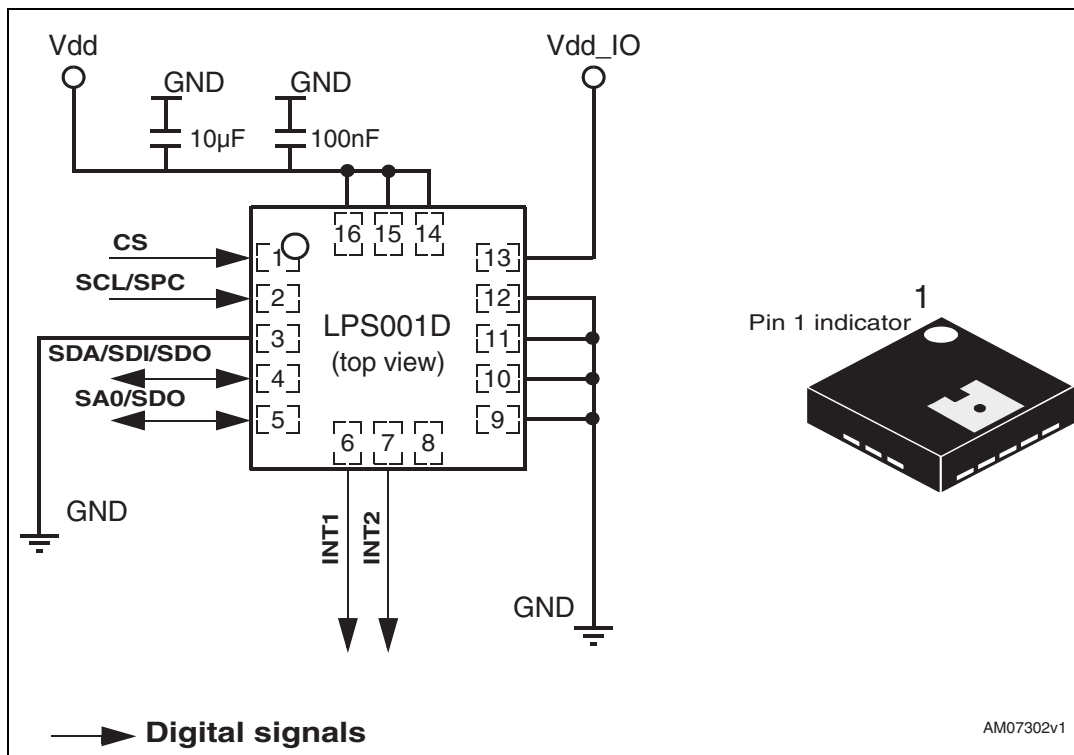 Vdd
Vdd_IO
GND
GND
10µF
100nF
16
15
14
CS
1
13
SCL/SPC
2
12
3
LPS001D
11
SDA/SDI/SDO
4
(top view)
10
SA0/SDO
5
9
6
7
8
GND
INT1
INT2
GND
1
Pin 1 indicator
Digital signals
AM07302v1